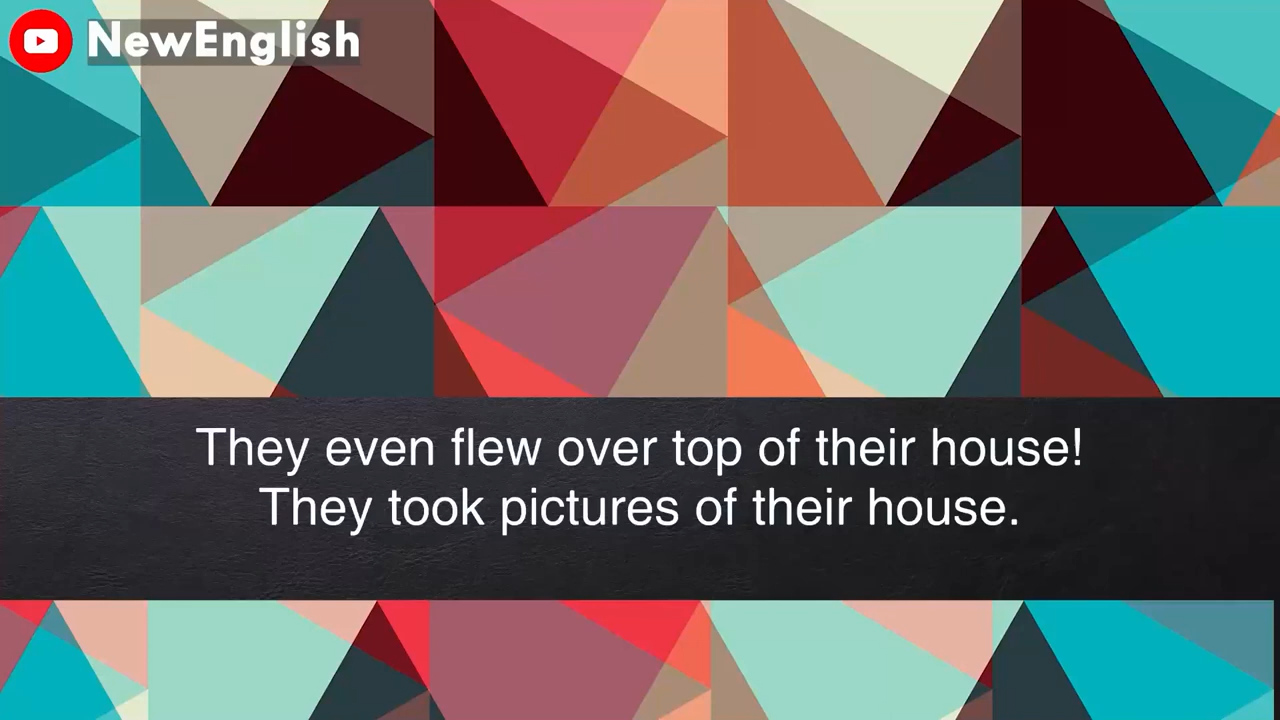 NewEnglish
They even flew over top of their house!
They took pictures of their house.